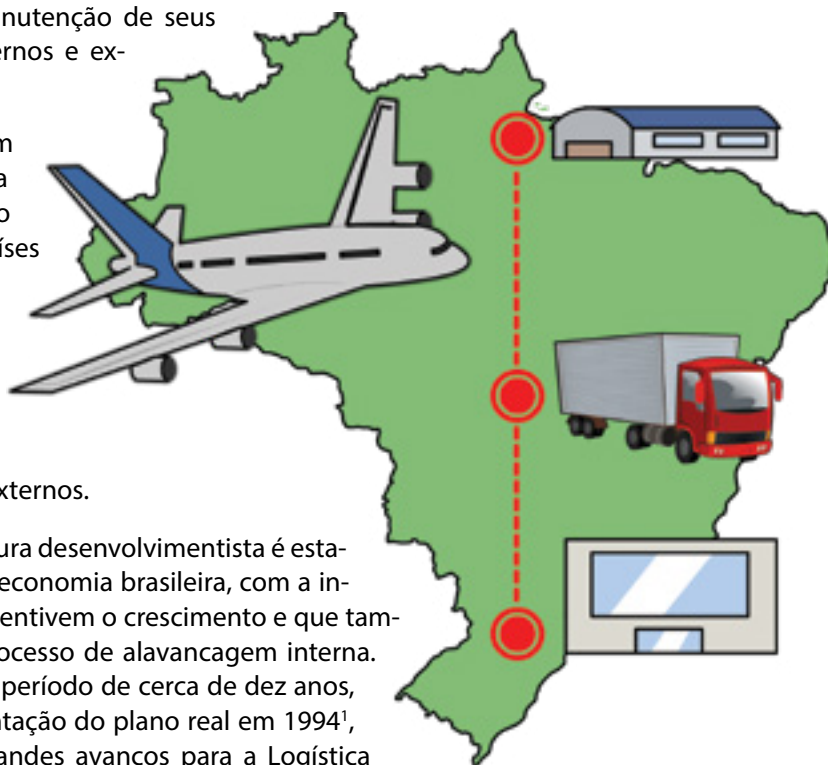 nutenção de seus
ernos e ex-
m
a
o
íses
xternos.
ura desenvolvimentista é esta-
economia brasileira, com a in-
entivem o crescimento e que tam-
ocesso de alavancagem interna.
período de cerca de dez anos,
tação do plano real em 1994¹,
andes avanços para a Logística